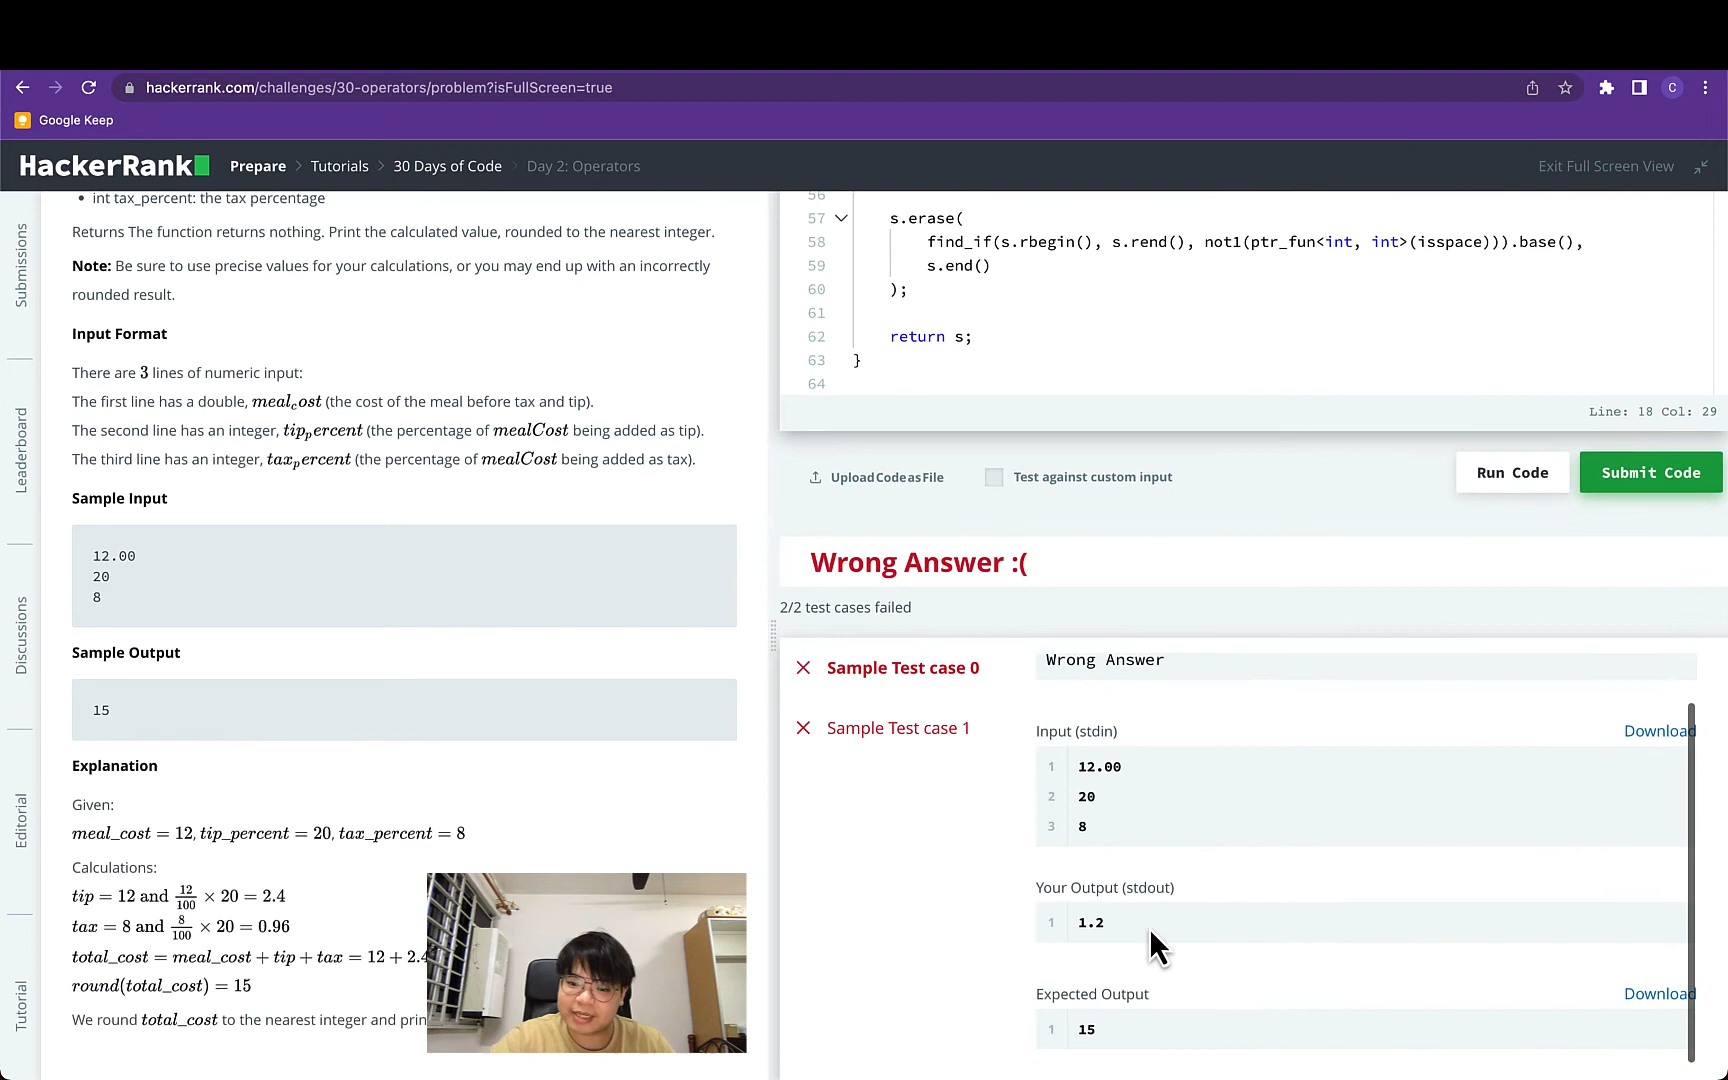 hackerrank.com/challenges/30-operators/problem?isFullScreen=true
C
Google Keep
HackerRank
Prepare > Tutorials > 30 Days of Code > Day 2: Operators
Exit Full Screen View
Submissions
Leaderboard
Discussions
Editorial
Tutorial
• int tax_percent: the tax percentage
Returns The function returns nothing. Print the calculated value, rounded to the nearest integer.
Note: Be sure to use precise values for your calculations, or you may end up with an incorrectly
rounded result.
Input Format
There are 3 lines of numeric input:
The first line has a double, meal_cost (the cost of the meal before tax and tip).
The second line has an integer, tip_percent (the percentage of mealCost being added as tip).
The third line has an integer, tax_percent (the percentage of mealCost being added as tax).
Sample Input
12.00
20
8
Sample Output
15
Explanation
Given:
meal_cost = 12, tip_percent = 20, tax_percent = 8
Calculations:
tip = 12 and 12/100 × 20 = 2.4
tax = 8 and 8/100 × 20 = 0.96
total_cost = meal_cost + tip + tax = 12 + 2.4
round(total_cost) = 15
We round total_cost to the nearest integer and prin
56
57 s.erase(
58 find_if(s.rbegin(), s.rend(), not1(ptr_fun<int, int>(isspace))).base(),
59 s.end()
60 );
61
62 return s;
63 }
64
Line: 18 Col: 29
Upload Code as File
Test against custom input
Run Code
Submit Code
Wrong Answer :(
2/2 test cases failed
Sample Test case 0
Sample Test case 1
Wrong Answer
Input (stdin)
Download
1 12.00
2 20
3 8
Your Output (stdout)
1 1.2
Expected Output
Download
1 15